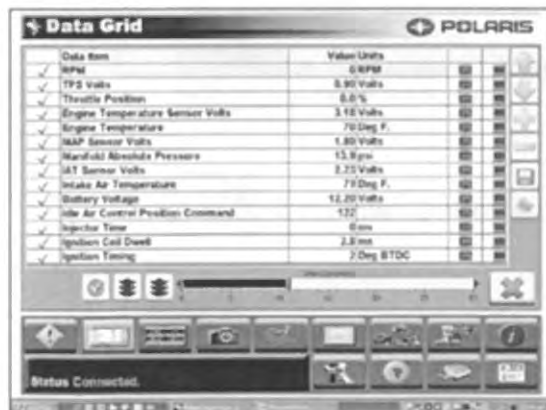 Data Grid
POLARIS
Data Item Value Units
RPM 0 RPM
TPS Volts 0.90 Volts
Throttle Position 0.0 %
Engine Temperature Sensor Volts 3.18 Volts
Engine Temperature 70 Deg F.
MAP Sensor Volts 1.80 Volts
Manifold Absolute Pressure 13.9 psi
IAT Sensor Volts 2.23 Volts
Intake Air Temperature Deg F.
Battery Voltage 12.20 Volts
Idle Air Control Position Command 122
Injector Time 0 ms
Ignition Coil Dwell 2.8 ms
Ignition Timing 2 Deg BTDC
Status Connected.